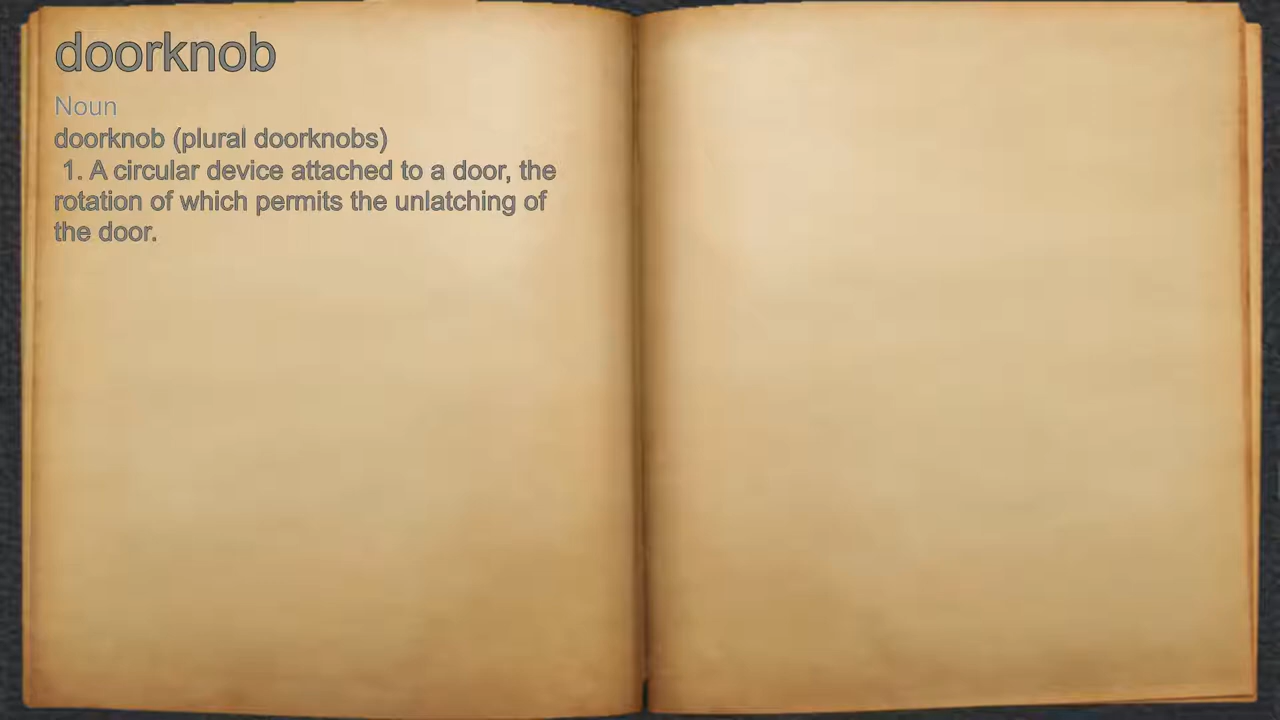 doorknob
Noun
doorknob (plural doorknobs)
1. A circular device attached to a door, the
rotation of which permits the unlatching of
the door.